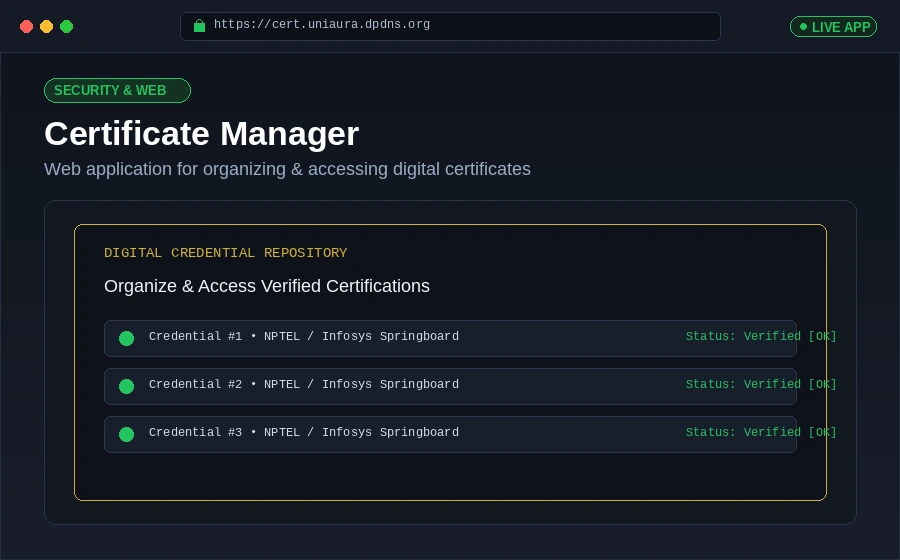 https://cert.uniaura.dpdns.org
LIVE APP
SECURITY & WEB
Certificate Manager
Web application for organizing & accessing digital certificates
DIGITAL CREDENTIAL REPOSITORY
Organize & Access Verified Certifications
Credential #1 • NPTEL / Infosys Springboard Status: Verified [OK]
Credential #2 • NPTEL / Infosys Springboard Status: Verified [OK]
Credential #3 • NPTEL / Infosys Springboard Status: Verified [OK]